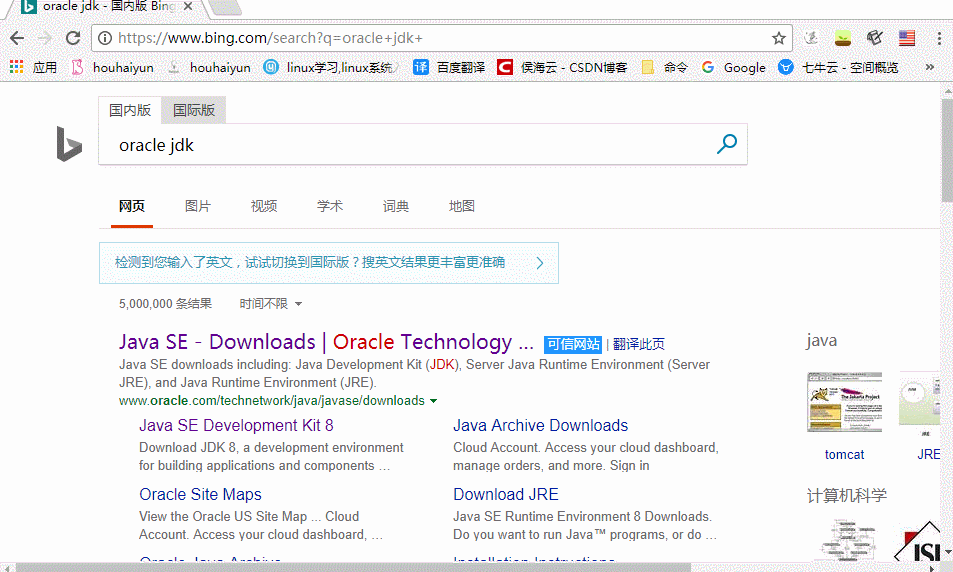 oracle jdk - 国内版 Bing
https://www.bing.com/search?q=oracle+jdk+
应用 houhaiyun houhaiyun linux学习,linux系统 百度翻译 侯海云 - CSDN博客 命令 Google 七牛云 - 空间概览 »
国内版 国际版
oracle jdk
网页 图片 视频 学术 词典 地图
检测到您输入了英文，试试切换到国际版？搜英文结果更丰富更准确
5,000,000 条结果 时间不限
Java SE - Downloads | Oracle Technology ... 可信网站 | 翻译此页
Java SE downloads including: Java Development Kit (JDK), Server Java Runtime Environment (Server
JRE), and Java Runtime Environment (JRE).
www.oracle.com/technetwork/java/javase/downloads
Java SE Development Kit 8
Download JDK 8, a development environment
for building applications and components ...
Java Archive Downloads
Cloud Account. Access your cloud dashboard,
manage orders, and more. Sign in
Oracle Site Maps
View the Oracle US Site Map ... Cloud
Account. Access your cloud dashboard, ...
Download JRE
Java SE Runtime Environment 8 Downloads.
Do you want to run Java™ programs, or do ...
Oracle Java Archive
Installation Instructions
java
The Jakarta Project
tomcat
JRE
计算机科学